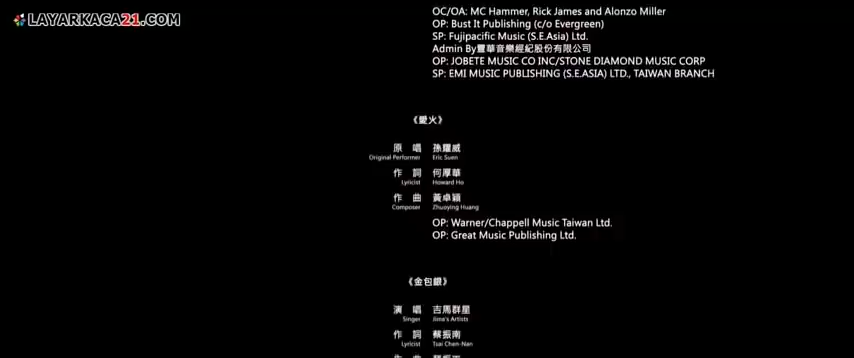 LAYARKACA21.COM
OC/OA: MC Hammer, Rick James and Alonzo Miller
OP: Bust It Publishing (c/o Evergreen)
SP: Fujipacific Music (S.E.Asia) Ltd.
Admin By豐華音樂經紀股份有限公司
OP: JOBETE MUSIC CO INC/STONE DIAMOND MUSIC CORP
SP: EMI MUSIC PUBLISHING (S.E.ASIA) LTD., TAIWAN BRANCH
《愛火》
原 唱 孫耀威
Original Performer Eric Suen
作 詞 何厚華
Lyricist Howard Ho
作 曲 黃卓穎
Composer Zhuoying Huang
OP: Warner/Chappell Music Taiwan Ltd.
OP: Great Music Publishing Ltd.
《金包銀》
演 唱 吉馬群星
Singer Jima's Artists
作 詞 蔡振南
Lyricist Tsai Chen-Nan